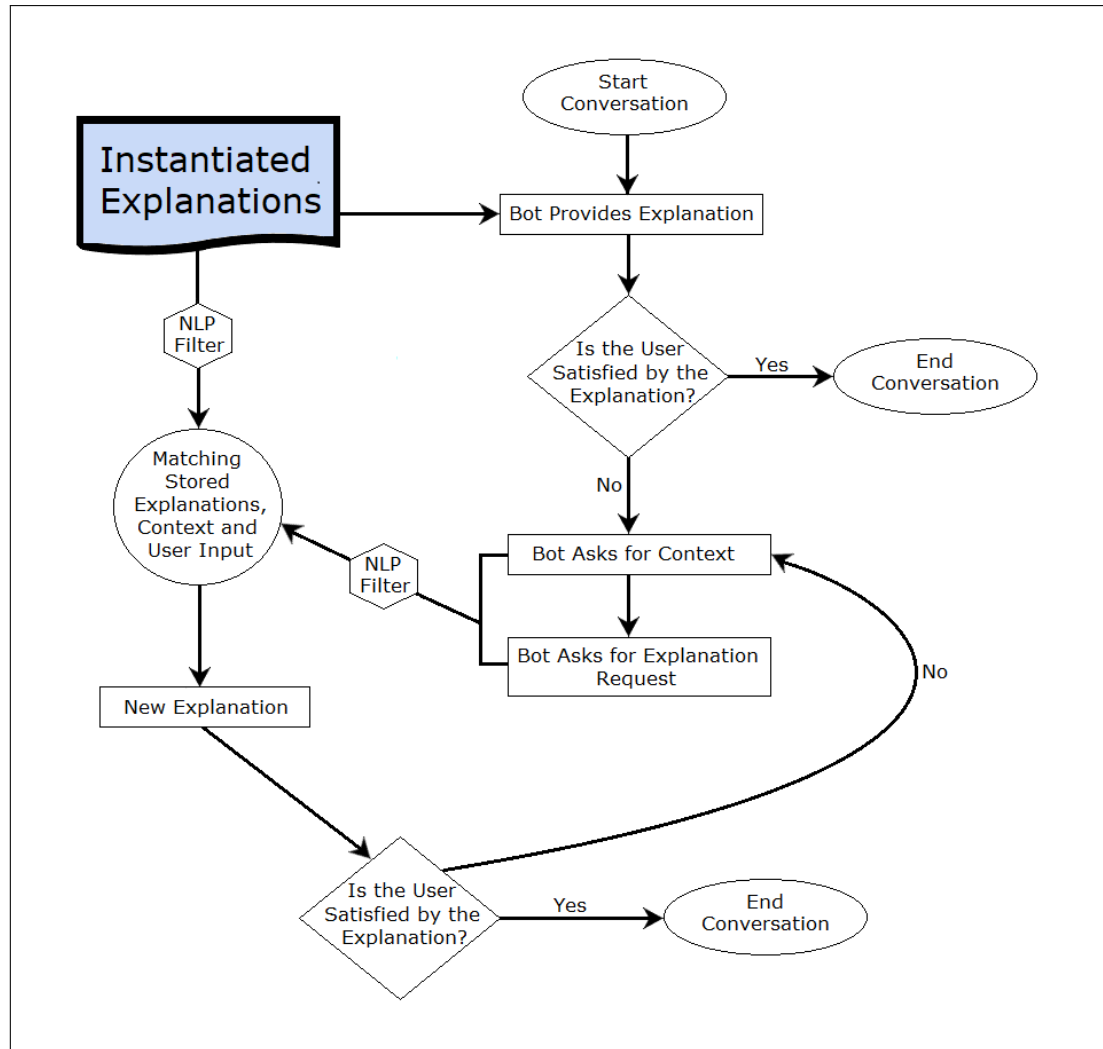 Start
Conversation
Instantiated
Explanations
Bot Provides Explanation
NLP
Filter
Is the User
Satisfied by the
Explanation?
Yes
End
Conversation
No
Matching
Stored
Explanations,
Context and
User Input
Bot Asks for Context
NLP
Filter
Bot Asks for Explanation
Request
No
New Explanation
Is the User
Satisfied by the
Explanation?
Yes
End
Conversation